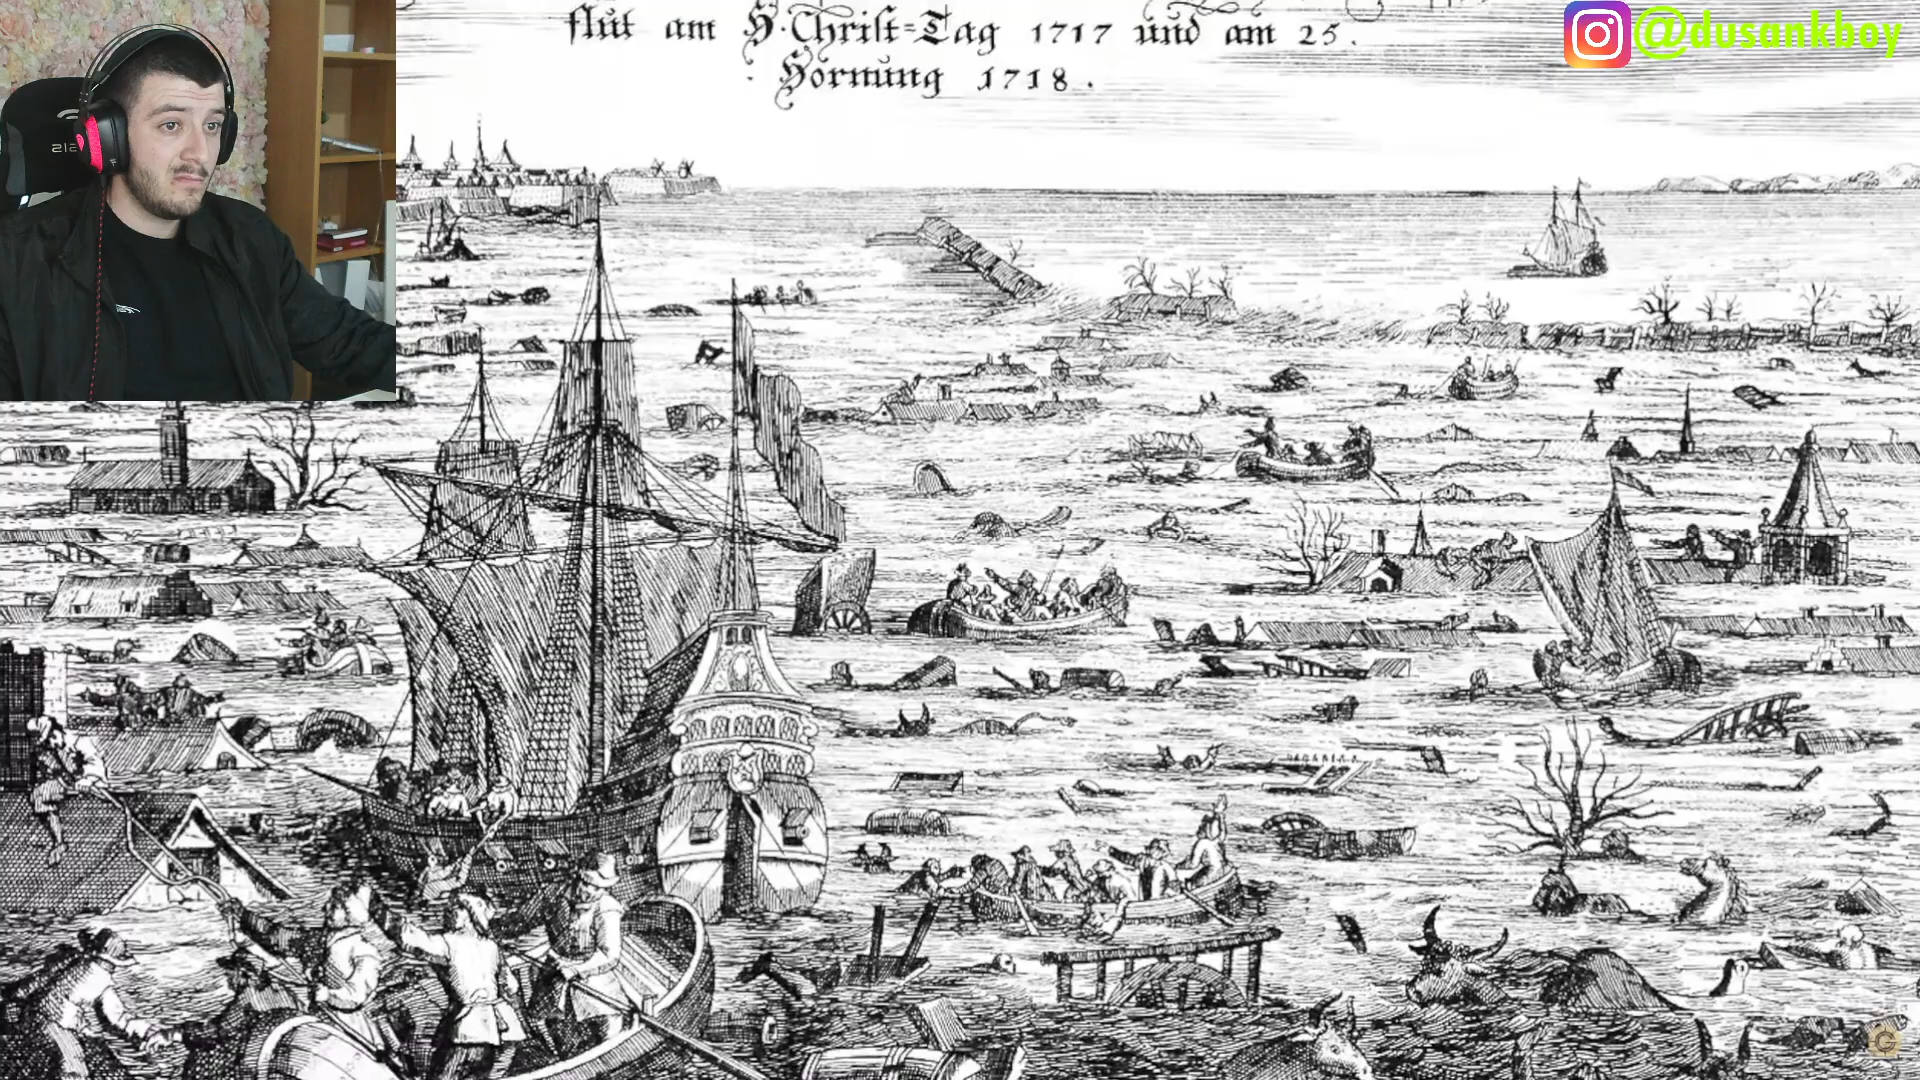 flut am H. Christ=Tag 1717 und am 25.
Hornung 1718.
@dusankboy